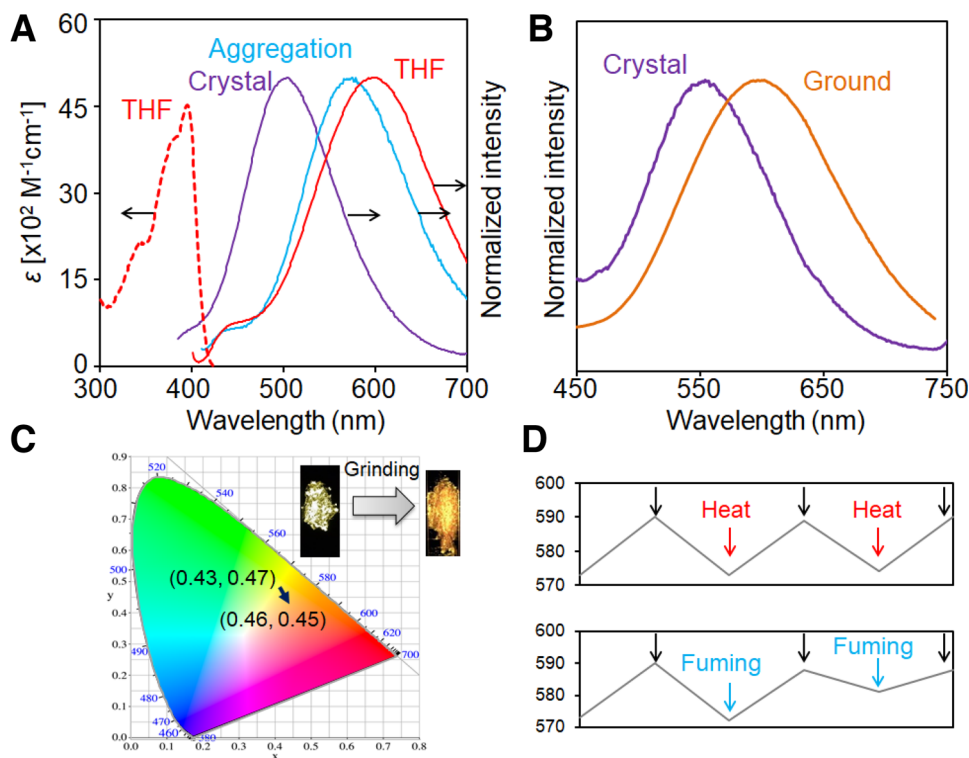 A
60
45
30
15
0
ε [x10² M⁻¹cm⁻¹]
Aggregation
Crystal
THF
THF
300 400 500 600 700
Wavelength (nm)
Normalized intensity
B
Normalized intensity
Crystal
Ground
450 550 650 750
Wavelength (nm)
C
0.9
0.8
0.7
0.6
0.5
0.4
0.3
0.2
0.1
0.0
y
520
540
560
500
580
600
620
700
490
480
470
460
380
Grinding
(0.43, 0.47)
(0.46, 0.45)
0.0 0.1 0.2 0.3 0.4 0.5 0.6 0.7 0.8
x
D
600
590
580
570
Heat
Heat
600
590
580
570
Fuming
Fuming